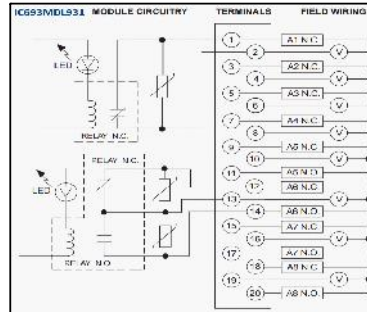 IC693MDL931 MODULE CIRCUITRY TERMINALS FIELD WIRING
1 A1 N.C.
2 V
LED
3 A2 N.C.
4 V
5 A3 N.C.
6 V
RELAY N.C.
7 A4 N.C.
8 V
9 A5 N.C.
10 V
RELAY N.C.
11 A5 N.O.
12 A6 N.C.
LED
13 V
14 A6 N.O.
15 A7 N.C.
16 V
RELAY N.O.
17 A7 N.O.
18 A8 N.C.
19 V
20 A8 N.O.